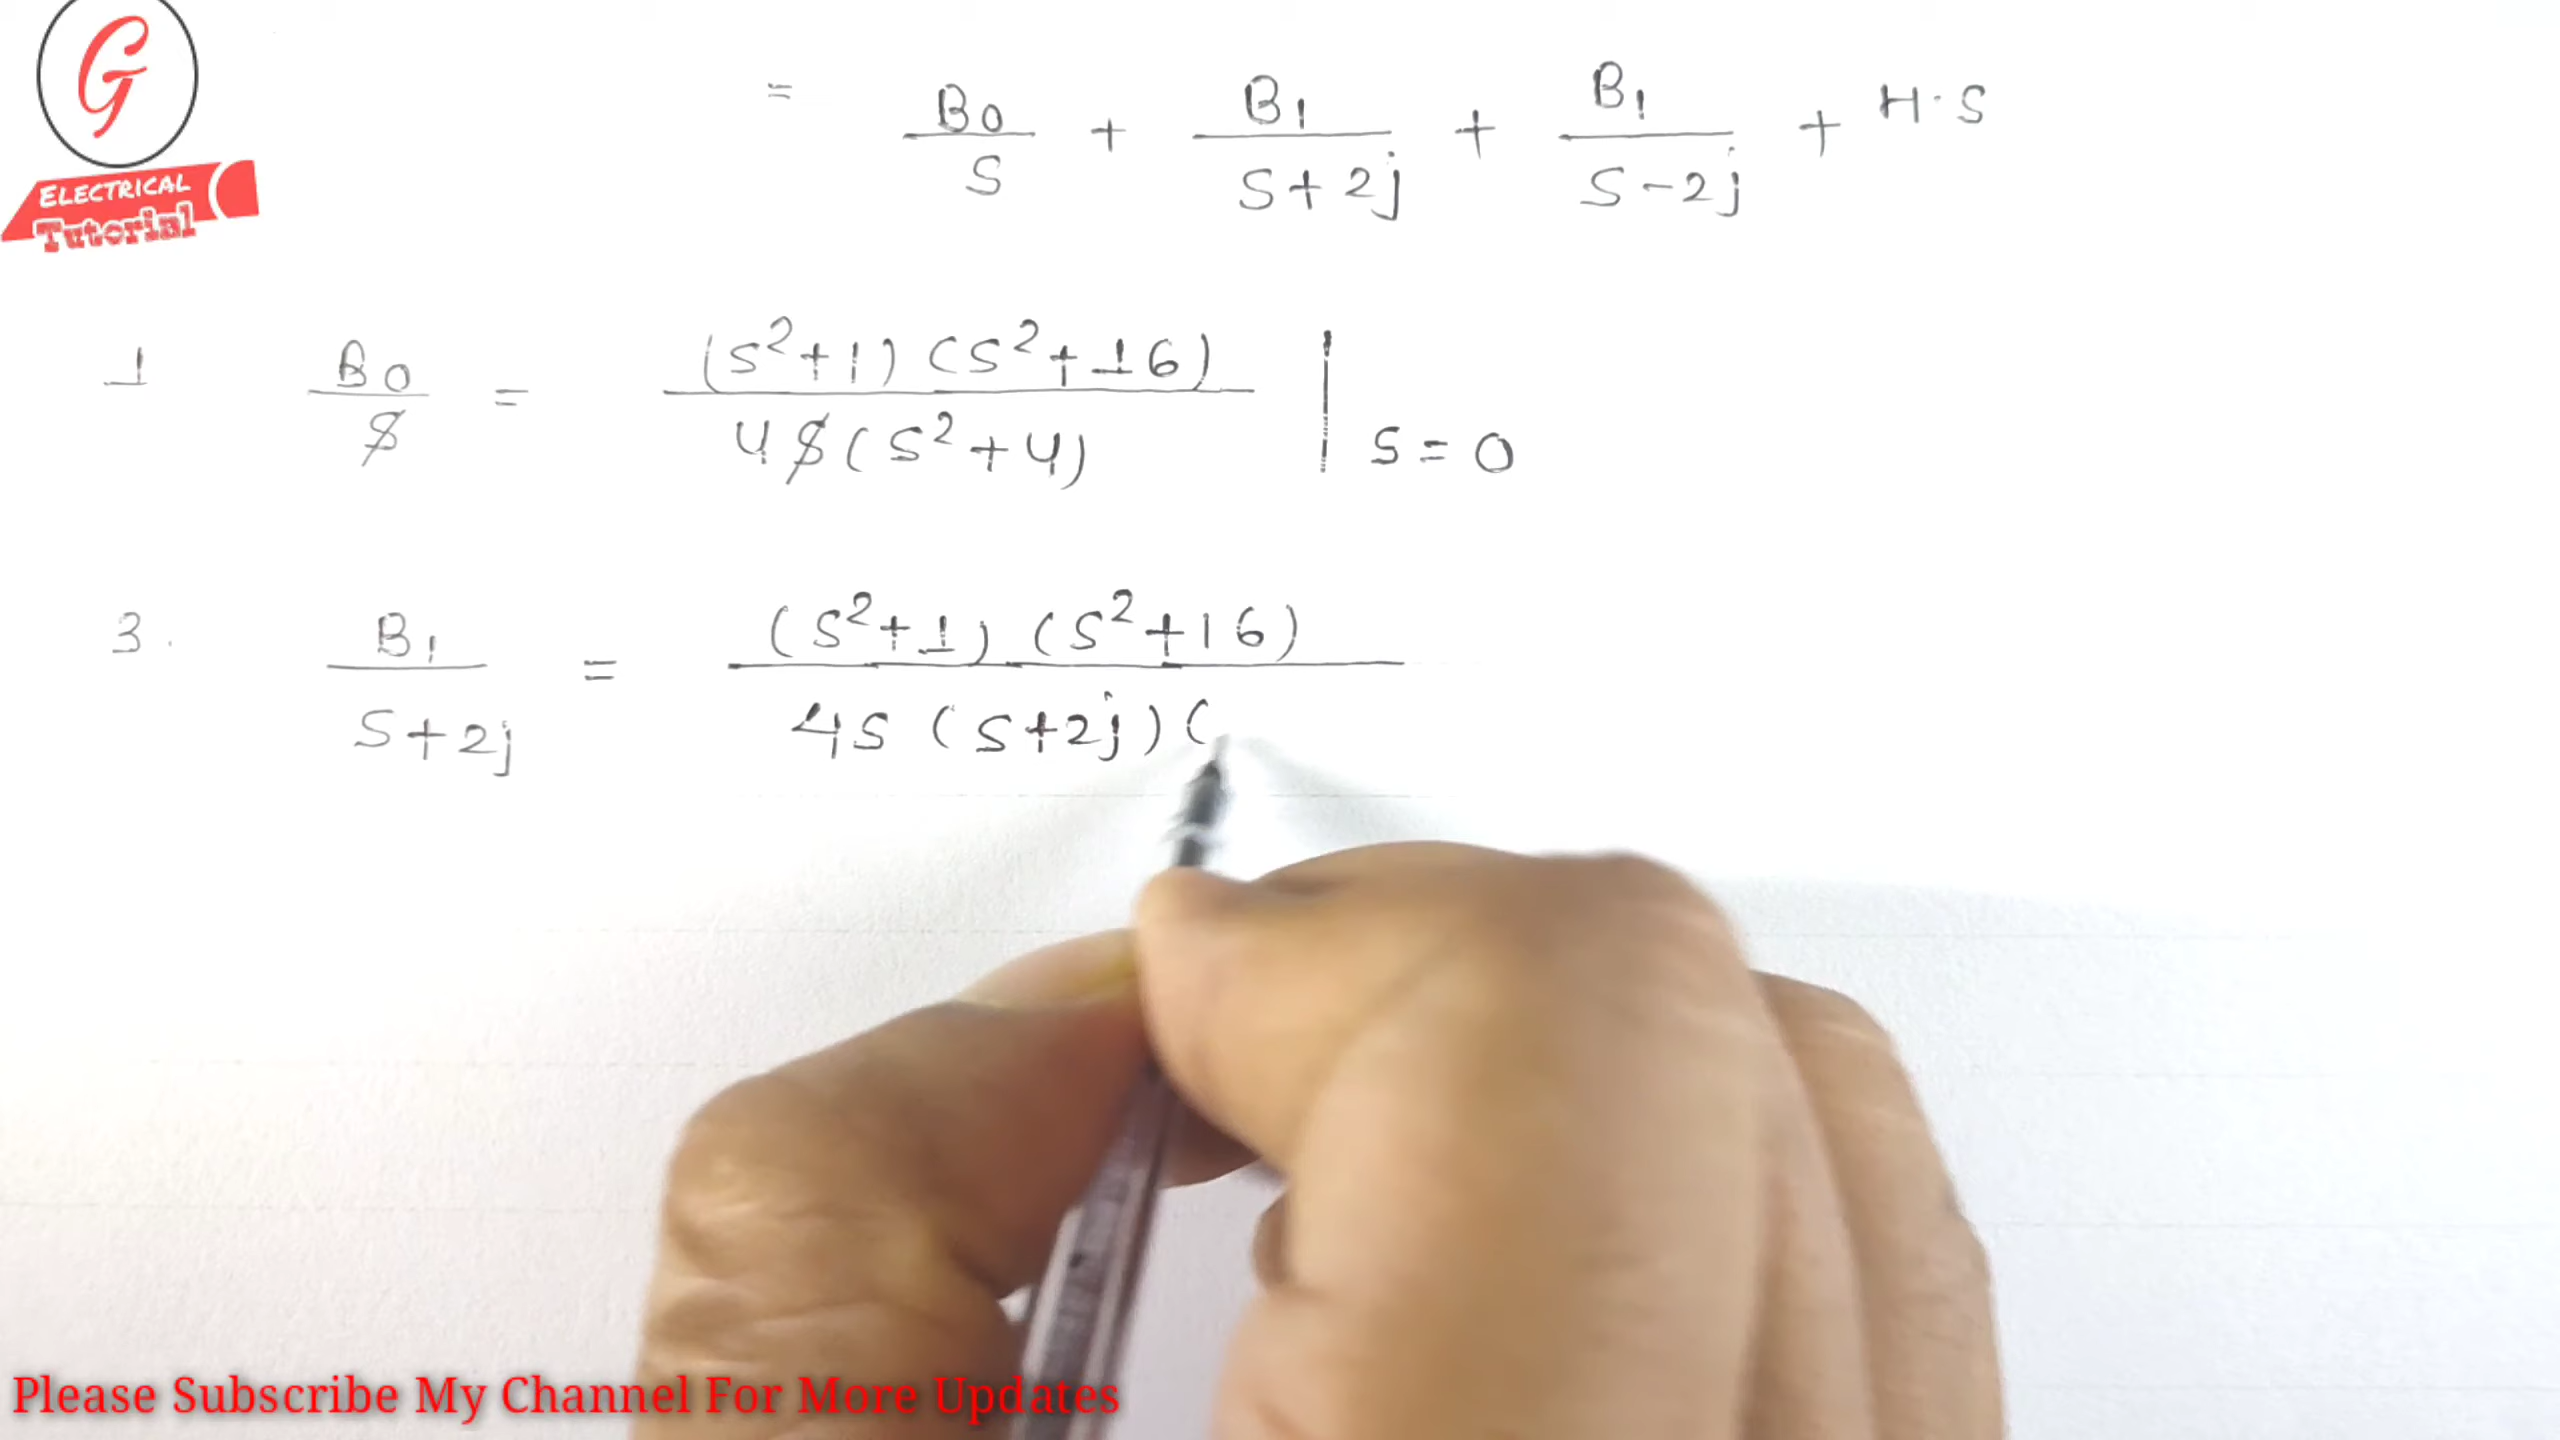 G
ELECTRICAL
Tutorial
= B0/S + B1/(S+2j) + B1/(S-2j) + H·S
1 B0/S = (S²+1)(S²+16) / 4S(S²+4) | S=0
3. B1/(S+2j) = (S²+1)(S²+16) / 4S(S+2j)(
Please Subscribe My Channel For More Updates